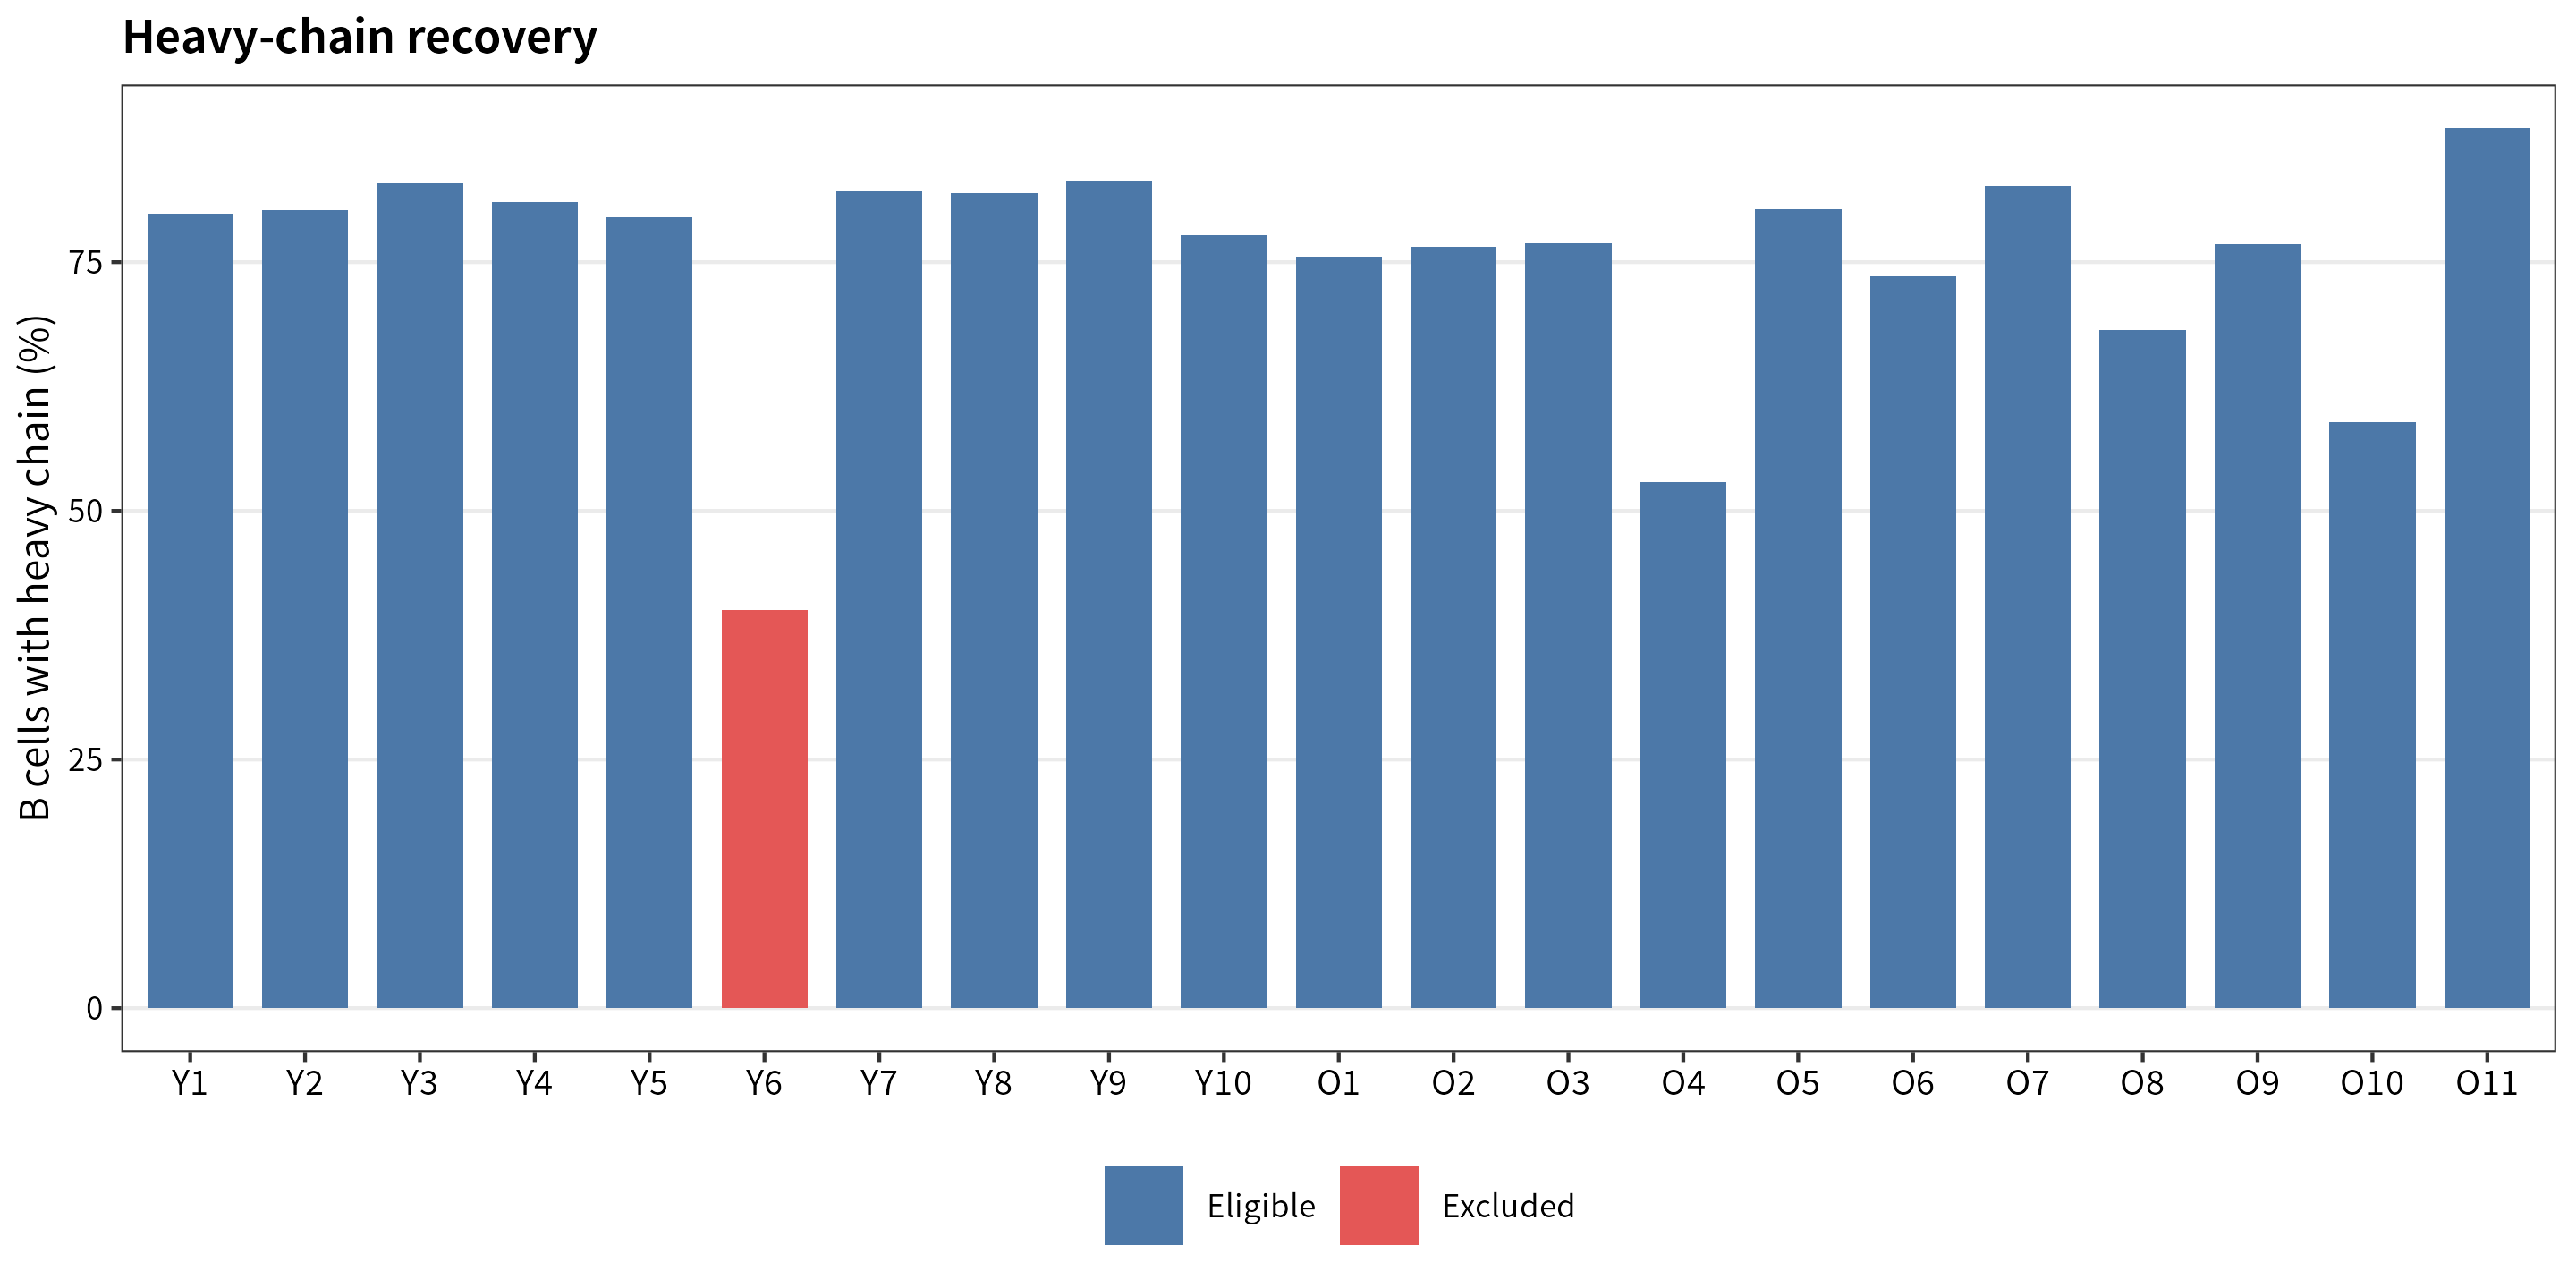 Heavy-chain recovery
B cells with heavy chain (%)
75
50
25
0
Y1 Y2 Y3 Y4 Y5 Y6 Y7 Y8 Y9 Y10 O1 O2 O3 O4 O5 O6 O7 O8 O9 O10 O11
Eligible Excluded